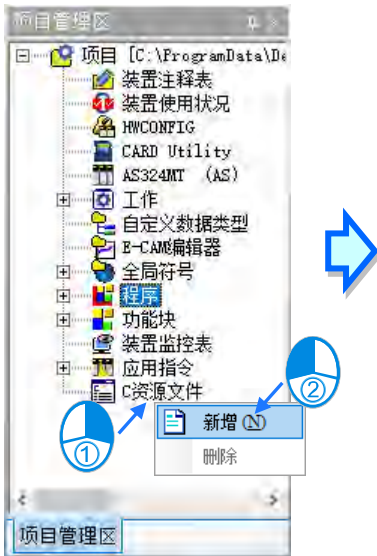 项目管理区
项目 [C:\ProgramData\De
装置注释表
装置使用状况
HWCONFIG
CARD Utility
AS324MT (AS)
工作
自定义数据类型
E-CAM编辑器
全局符号
程序
功能块
装置监控表
应用指令
C资源文件
②
①
新增(N)
删除
项目管理区